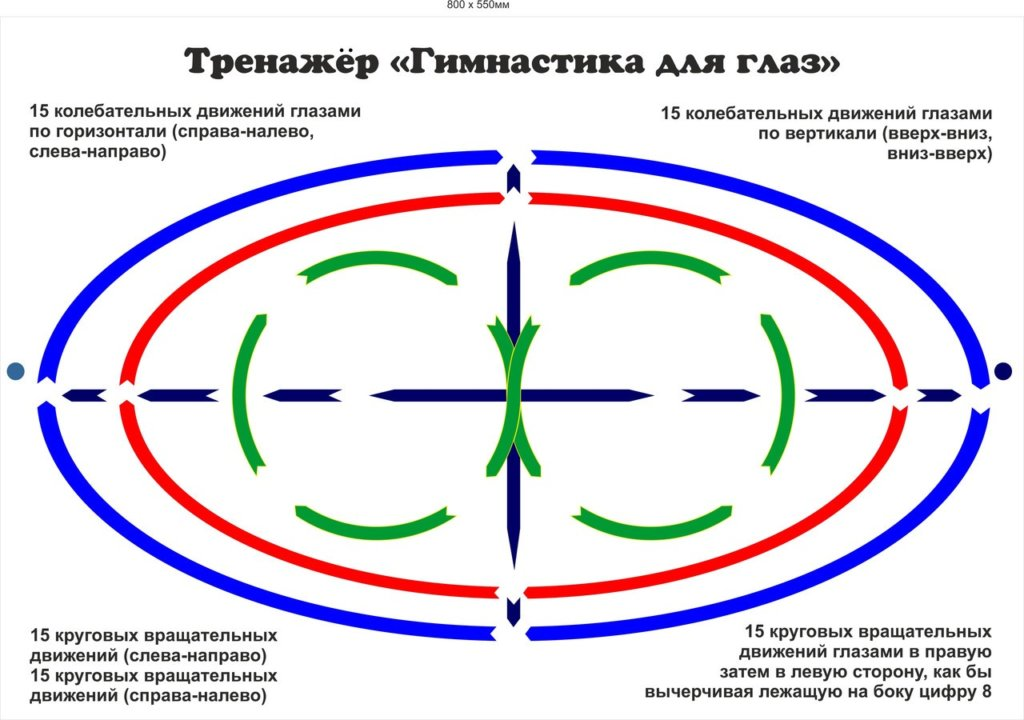 800 х 550мм
Тренажёр «Гимнастика для глаз»
15 колебательных движений глазами
по горизонтали (справа-налево,
слева-направо)
15 колебательных движений глазами
по вертикали (вверх-вниз,
вниз-вверх)
15 круговых вращательных
движений (слева-направо)
15 круговых вращательных
движений (справа-налево)
15 круговых вращательных
движений глазами в правую
затем в левую сторону, как бы
вычерчивая лежащую на боку цифру 8